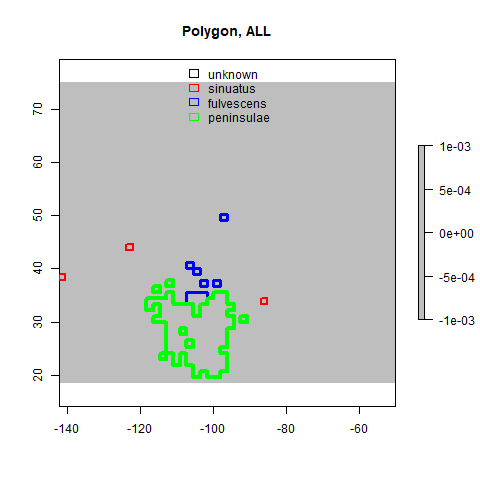 Polygon, ALL
unknown
sinuatus
fulvescens
peninsulae
70
60
50
40
30
20
-140
-120
-100
-80
-60
1e-03
5e-04
0e+00
-5e-04
-1e-03